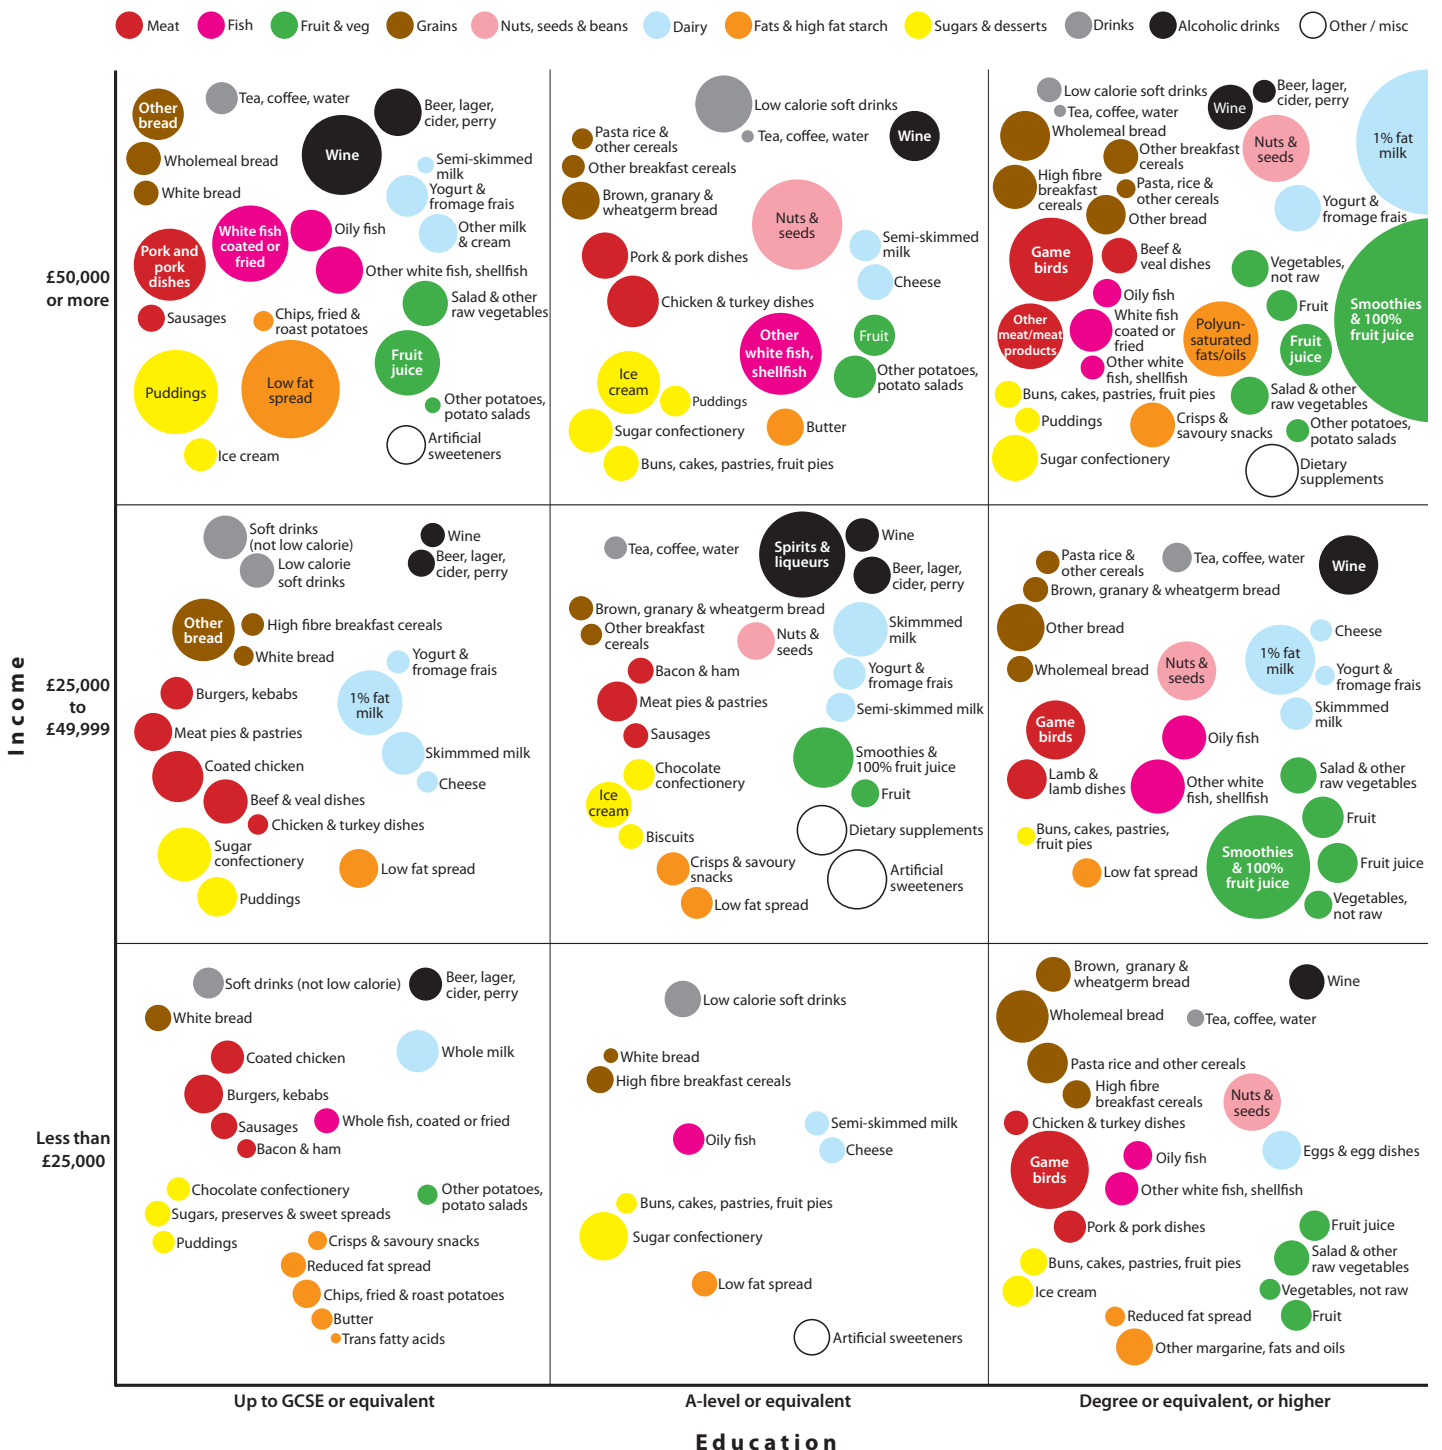 Meat
Fish
Fruit & veg
Grains
Nuts, seeds & beans
Dairy
Fats & high fat starch
Sugars & desserts
Drinks
Alcoholic drinks
Other / misc
£50,000
or more
Other
bread
Tea, coffee, water
Beer, lager,
cider, perry
Wine
Wholemeal bread
Semi-skimmed
milk
White bread
Yogurt &
fromage frais
White fish
coated or
fried
Oily fish
Other milk
& cream
Pork and
pork
dishes
Other white fish, shellfish
Salad & other
raw vegetables
Sausages
Chips, fried &
roast potatoes
Fruit
juice
Puddings
Low fat
spread
Other potatoes,
potato salads
Artificial
sweeteners
Ice cream
Low calorie soft drinks
Pasta rice &
other cereals
Tea, coffee, water
Wine
Other breakfast cereals
Brown, granary &
wheatgerm bread
Nuts &
seeds
Semi-skimmed
milk
Pork & pork dishes
Cheese
Chicken & turkey dishes
Other
white fish,
shellfish
Fruit
Ice
cream
Other potatoes,
potato salads
Puddings
Sugar confectionery
Butter
Buns, cakes, pastries, fruit pies
Low calorie soft drinks
Tea, coffee, water
Wine
Beer, lager,
cider, perry
Wholemeal bread
Other breakfast
cereals
Nuts &
seeds
1% fat
milk
High fibre
breakfast
cereals
Pasta, rice &
other cereals
Other bread
Yogurt &
fromage frais
Game
birds
Beef &
veal dishes
Vegetables,
not raw
Oily fish
Fruit
Smoothies
& 100%
fruit juice
Other
meat/meat
products
White fish
coated or
fried
Polyun-
saturated
fats/oils
Fruit
juice
Other white
fish, shellfish
Buns, cakes, pastries, fruit pies
Salad & other
raw vegetables
Puddings
Crisps &
savoury snacks
Other potatoes,
potato salads
Sugar confectionery
Dietary
supplements
Income
£25,000
to
£49,999
Soft drinks
(not low calorie)
Wine
Low calorie
soft drinks
Beer, lager,
cider, perry
Other
bread
High fibre breakfast cereals
White bread
Yogurt &
fromage frais
Burgers, kebabs
1% fat
milk
Meat pies & pastries
Skimmmed milk
Coated chicken
Cheese
Beef & veal dishes
Chicken & turkey dishes
Sugar
confectionery
Low fat spread
Puddings
Tea, coffee, water
Spirits &
liqueurs
Wine
Beer, lager,
cider, perry
Brown, granary & wheatgerm bread
Other breakfast
cereals
Nuts &
seeds
Skimmmed
milk
Bacon & ham
Yogurt &
fromage frais
Meat pies & pastries
Semi-skimmmed milk
Sausages
Smoothies &
100% fruit juice
Chocolate
confectionery
Fruit
Ice
cream
Biscuits
Dietary supplements
Crisps & savoury
snacks
Artificial
sweeteners
Low fat spread
Pasta rice &
other cereals
Tea, coffee, water
Wine
Brown, granary & wheatgerm bread
Other bread
Cheese
Wholemeal bread
Nuts &
seeds
1% fat
milk
Yogurt &
fromage frais
Game
birds
Skimmmed
milk
Oily fish
Lamb &
lamb dishes
Other white
fish, shellfish
Salad & other
raw vegetables
Fruit
Buns, cakes, pastries,
fruit pies
Smoothies
& 100%
fruit juice
Fruit juice
Low fat spread
Vegetables,
not raw
Less than
£25,000
Soft drinks (not low calorie)
Beer, lager,
cider, perry
White bread
Whole milk
Coated chicken
Burgers, kebabs
Whole fish, coated or fried
Sausages
Bacon & ham
Chocolate confectionery
Other potatoes,
potato salads
Sugars, preserves & sweet spreads
Puddings
Crisps & savoury snacks
Reduced fat spread
Chips, fried & roast potatoes
Butter
Trans fatty acids
Low calorie soft drinks
White bread
High fibre breakfast cereals
Semi-skimmed milk
Oily fish
Cheese
Buns, cakes, pastries, fruit pies
Sugar confectionery
Low fat spread
Artificial sweeteners
Brown, granary &
wheatgerm bread
Wine
Wholemeal bread
Tea, coffee, water
Pasta rice and other cereals
High fibre
breakfast cereals
Nuts &
seeds
Chicken & turkey dishes
Game
birds
Oily fish
Eggs & egg dishes
Other white fish, shellfish
Pork & pork dishes
Fruit juice
Buns, cakes, pastries, fruit pies
Salad & other
raw vegetables
Ice cream
Vegetables, not raw
Reduced fat spread
Fruit
Other margarine, fats and oils
Up to GCSE or equivalent
A-level or equivalent
Degree or equivalent, or higher
Education